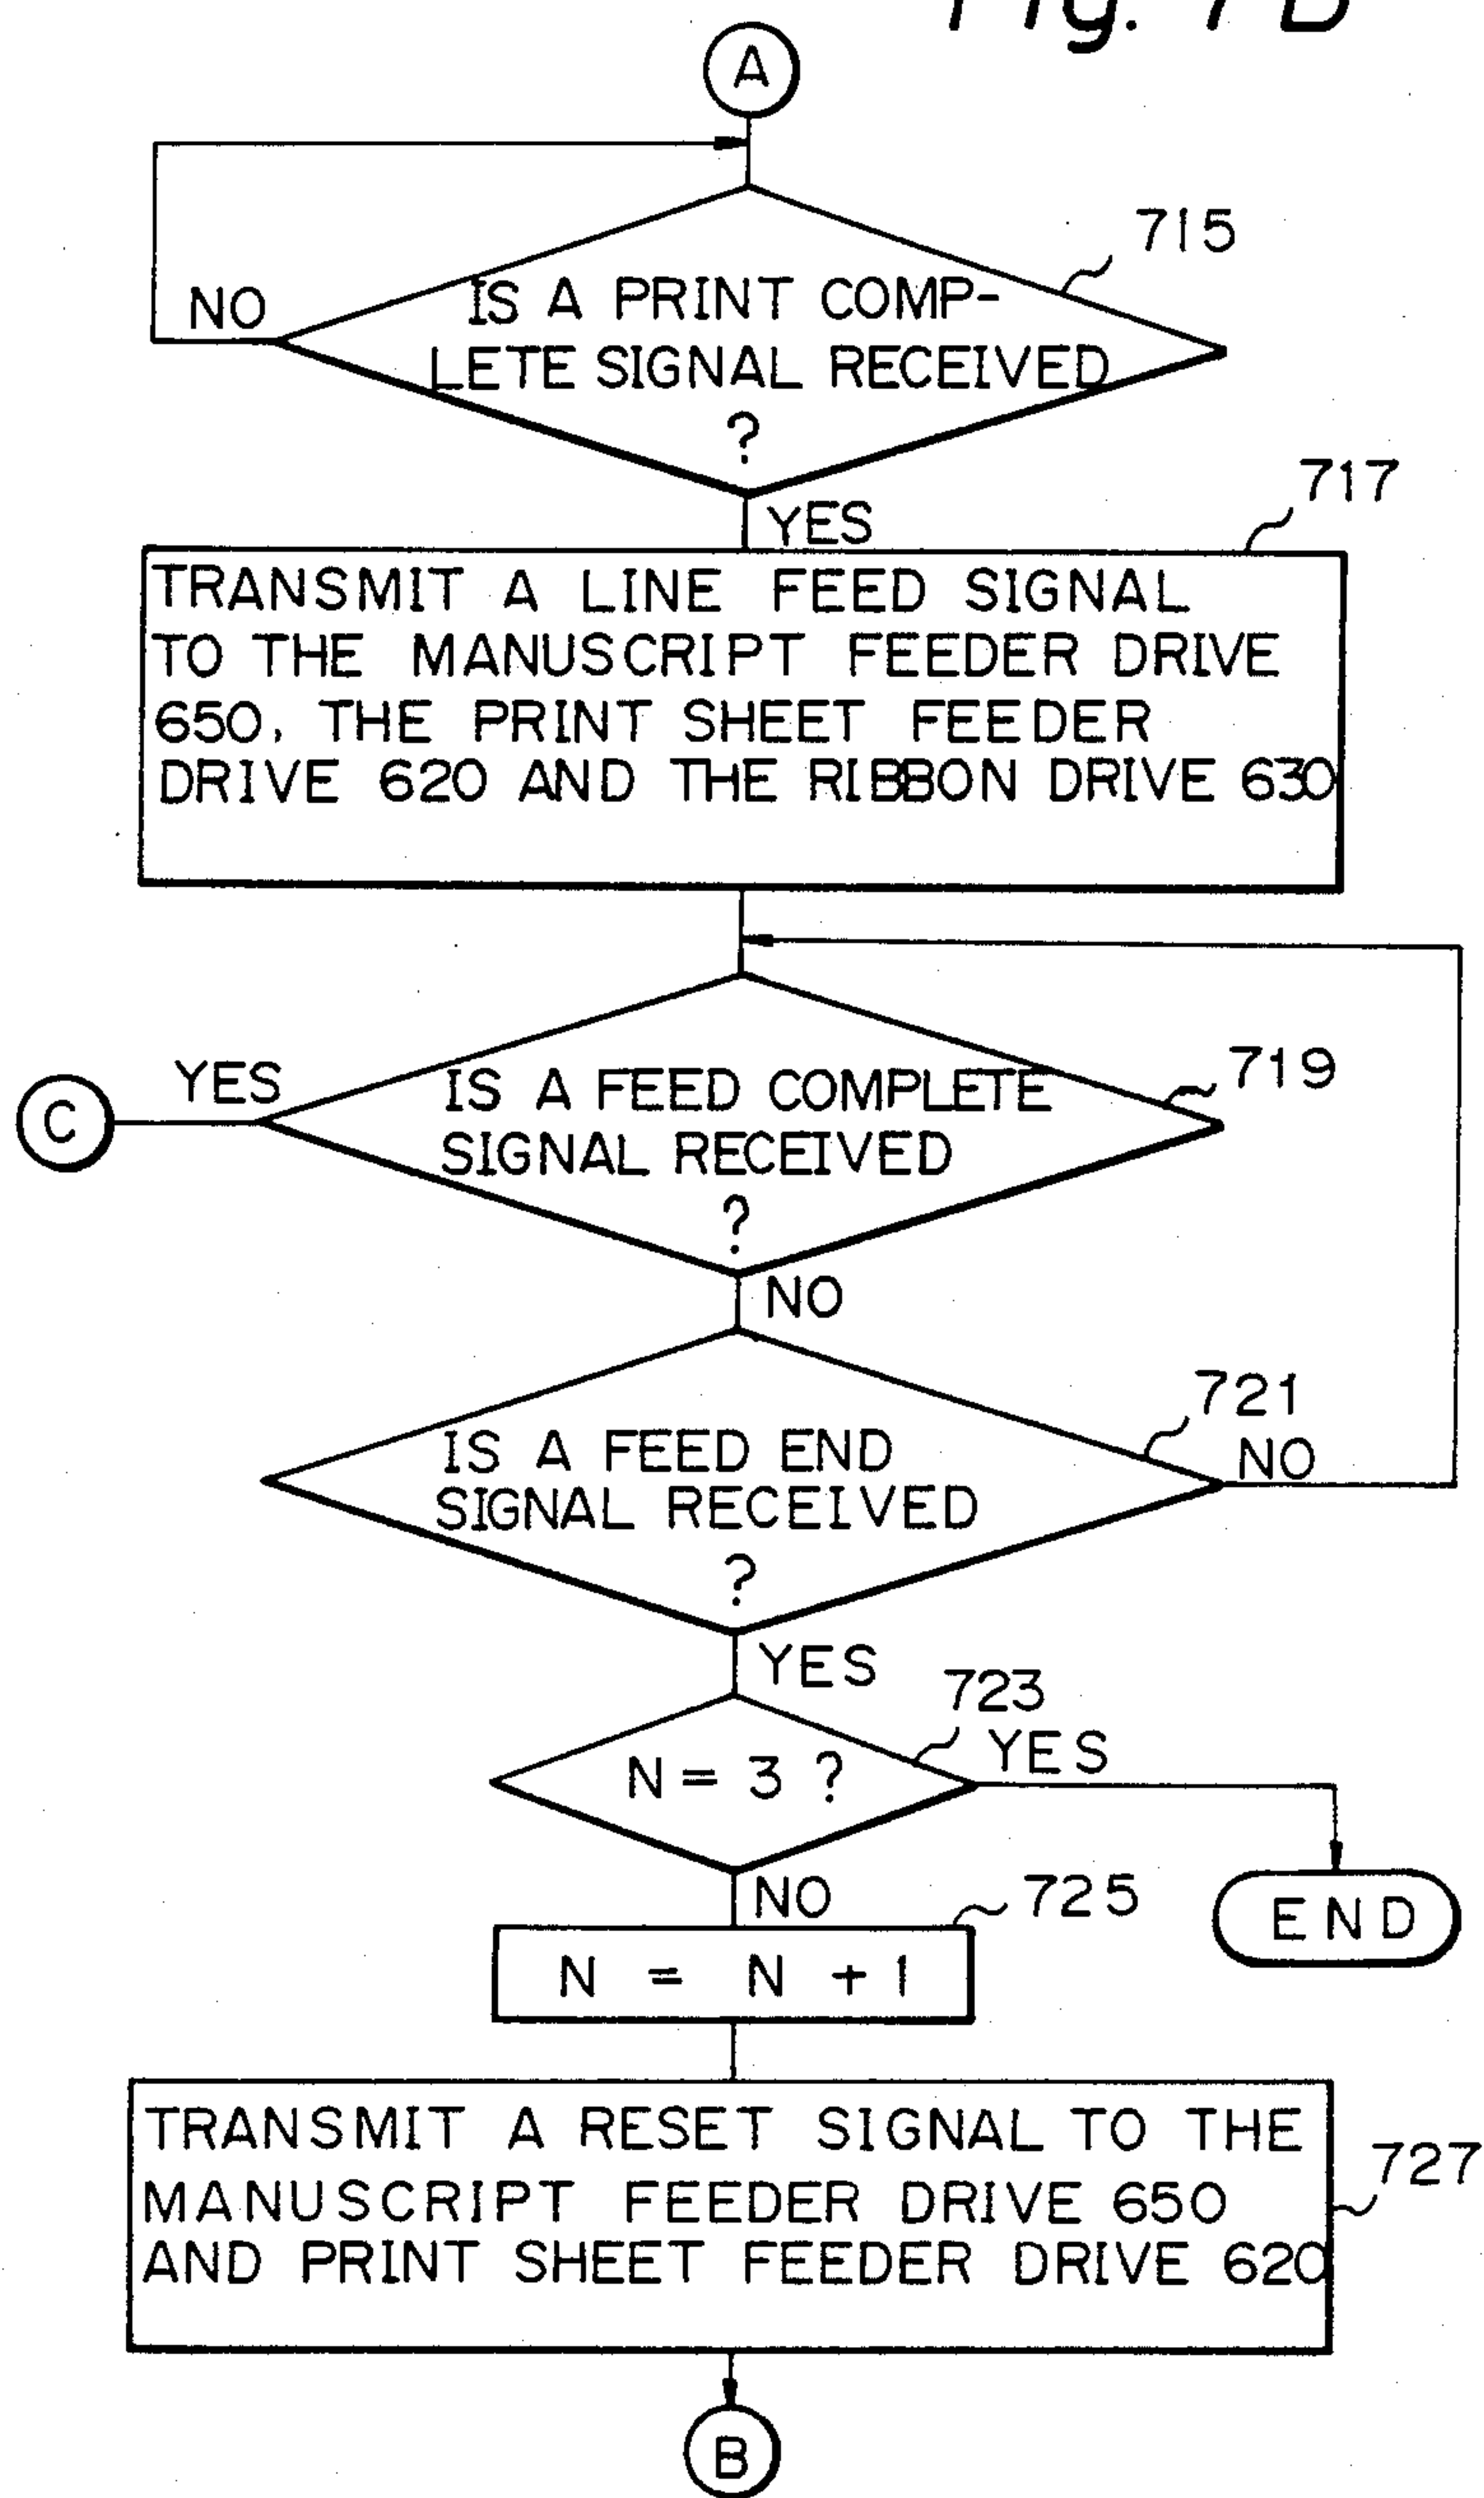 Fig. 7B
A
715
IS A PRINT COMP-
LETE SIGNAL RECEIVED
?
NO
YES
717
TRANSMIT A LINE FEED SIGNAL
TO THE MANUSCRIPT FEEDER DRIVE
650, THE PRINT SHEET FEEDER
DRIVE 620 AND THE RIBBON DRIVE 630
719
YES
C
IS A FEED COMPLETE
SIGNAL RECEIVED
?
NO
721
IS A FEED END
SIGNAL RECEIVED
?
NO
YES
723
N = 3 ?
YES
NO
725
END
N = N + 1
TRANSMIT A RESET SIGNAL TO THE
MANUSCRIPT FEEDER DRIVE 650
AND PRINT SHEET FEEDER DRIVE 620
727
B